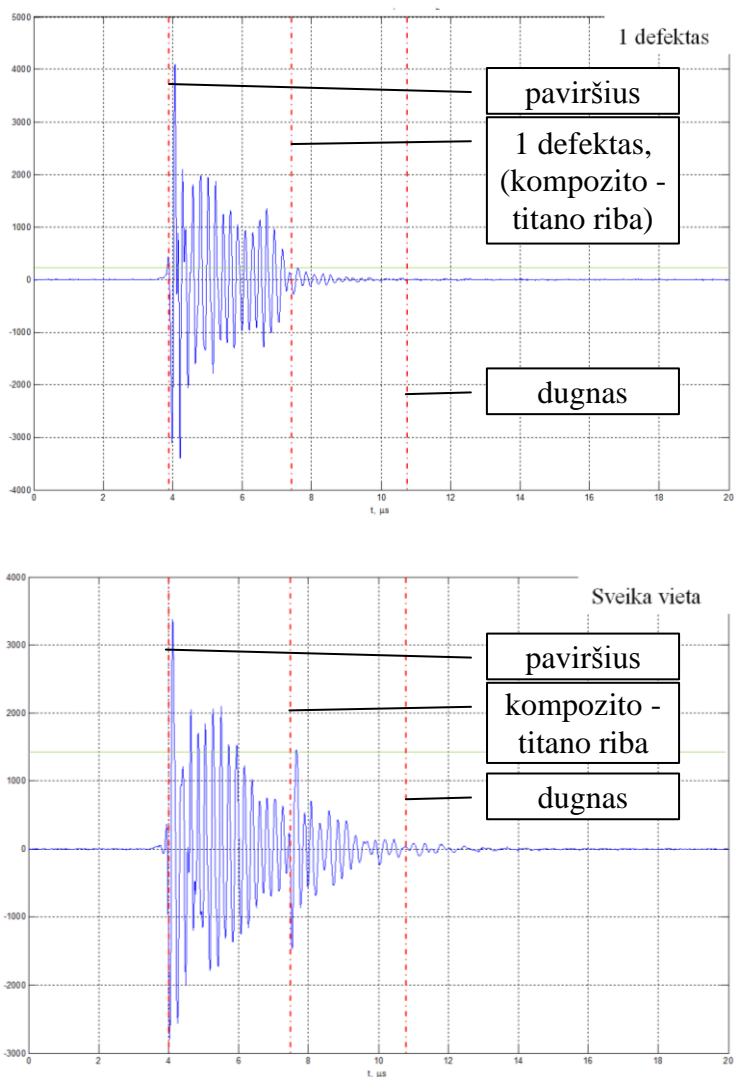 1 defektas
5000
4000
3000
2000
1000
0
-1000
-2000
-3000
-4000
0 2 4 6 8 10 12 14 16 18 20
t, µs
paviršius
1 defektas,
(kompozito -
titano riba)
dugnas
Sveika vieta
4000
3000
2000
1000
0
-1000
-2000
-3000
0 2 4 6 8 10 12 14 16 18 20
t, µs
paviršius
kompozito -
titano riba
dugnas